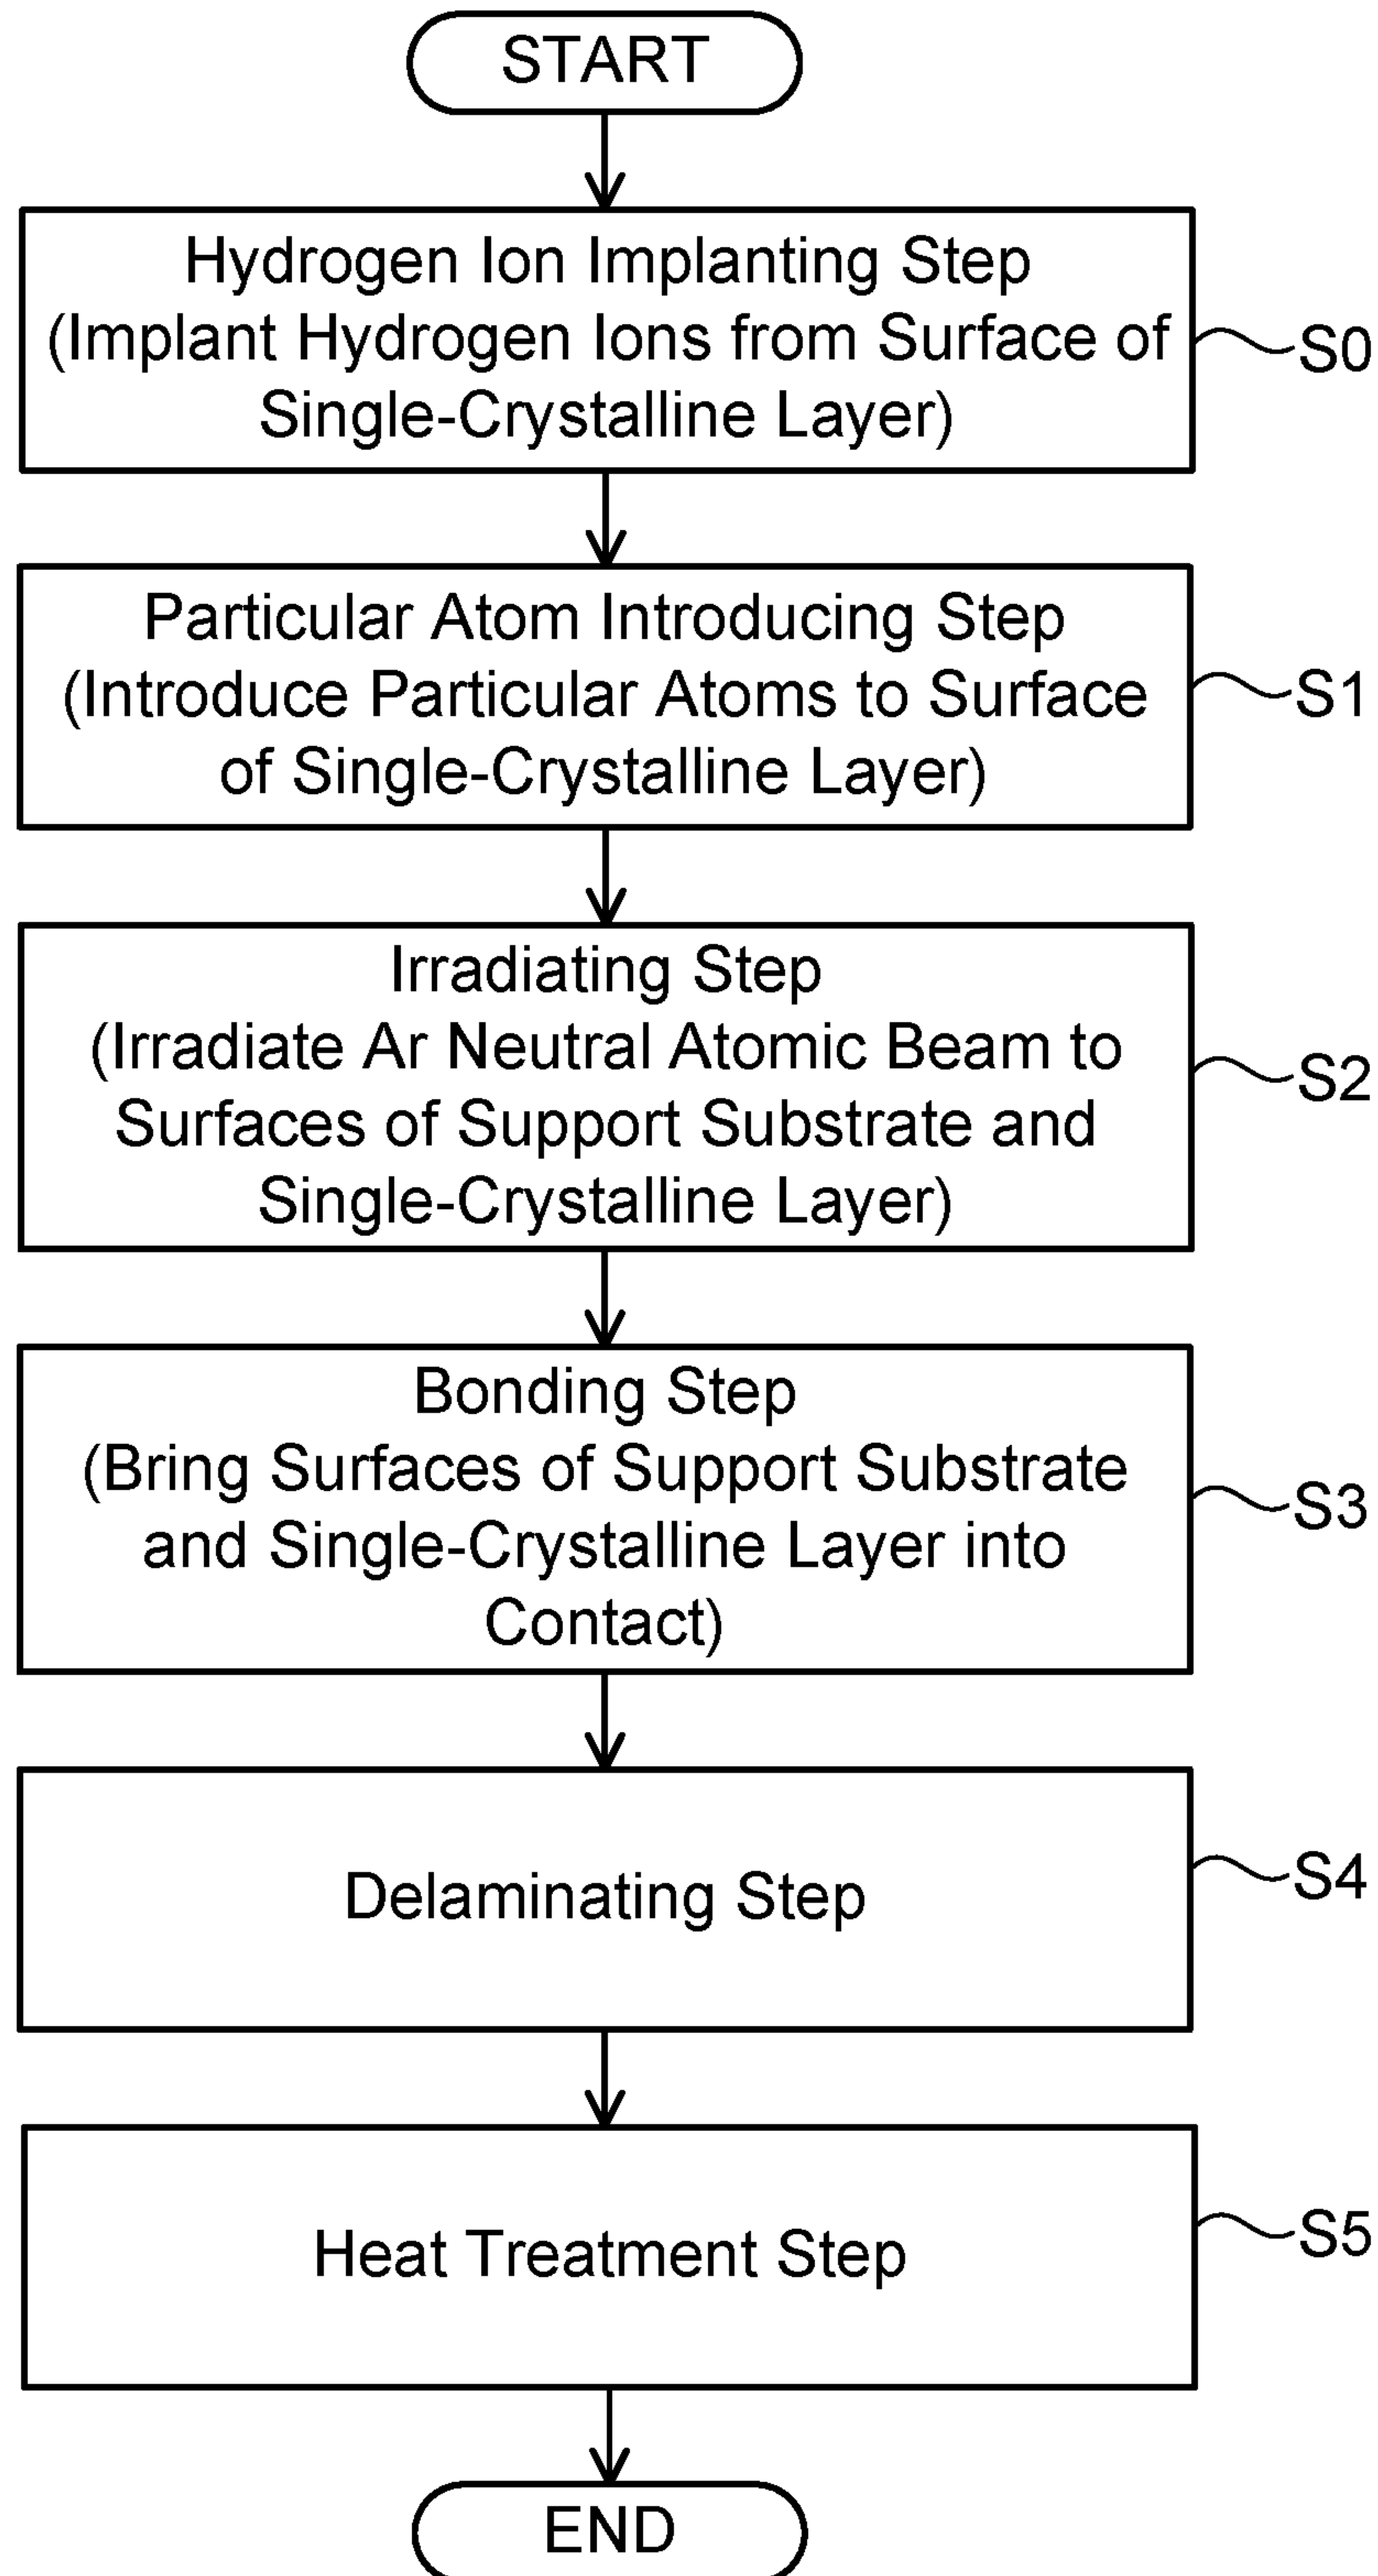 START
Hydrogen Ion Implanting Step
(Implant Hydrogen Ions from Surface of
Single-Crystalline Layer)
S0
Particular Atom Introducing Step
(Introduce Particular Atoms to Surface
of Single-Crystalline Layer)
S1
Irradiating Step
(Irradiate Ar Neutral Atomic Beam to
Surfaces of Support Substrate and
Single-Crystalline Layer)
S2
Bonding Step
(Bring Surfaces of Support Substrate
and Single-Crystalline Layer into
Contact)
S3
Delaminating Step
S4
Heat Treatment Step
S5
END